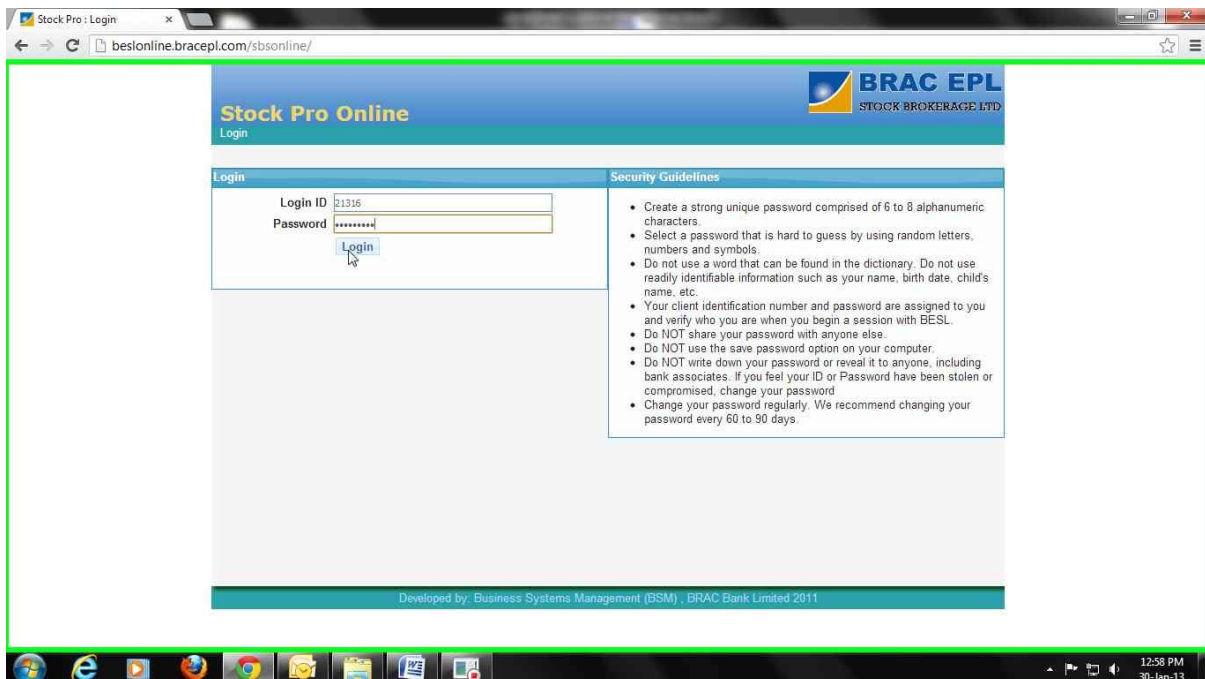 Stock Pro : Login
beslonline.bracepl.com/sbsonline/
BRAC EPL
STOCK BROKERAGE LTD
Stock Pro Online
Login
Login
Login ID 21316
Password •••••••••
Login
Security Guidelines
• Create a strong unique password comprised of 6 to 8 alphanumeric
characters.
• Select a password that is hard to guess by using random letters,
numbers and symbols.
• Do not use a word that can be found in the dictionary. Do not use
readily identifiable information such as your name, birth date, child's
name, etc.
• Your client identification number and password are assigned to you
and verify who you are when you begin a session with BESL.
• Do NOT share your password with anyone else.
• Do NOT use the save password option on your computer.
• Do NOT write down your password or reveal it to anyone, including
bank associates. If you feel your ID or Password have been stolen or
compromised, change your password
• Change your password regularly. We recommend changing your
password every 60 to 90 days.
Developed by: Business Systems Management (BSM) , BRAC Bank Limited 2011
12:58 PM
30-Jan-13